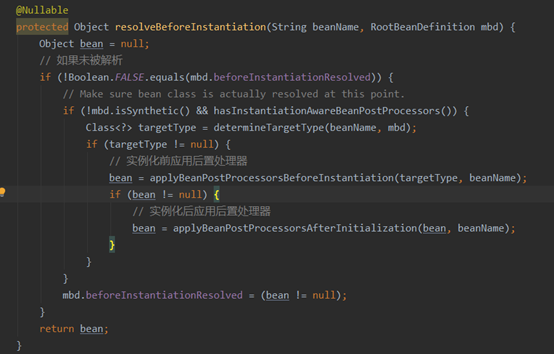 @Nullable
protected Object resolveBeforeInstantiation(String beanName, RootBeanDefinition mbd) {
Object bean = null;
// 如果未被解析
if (!Boolean.FALSE.equals(mbd.beforeInstantiationResolved)) {
// Make sure bean class is actually resolved at this point.
if (!mbd.isSynthetic() && hasInstantiationAwareBeanPostProcessors()) {
Class<?> targetType = determineTargetType(beanName, mbd);
if (targetType != null) {
// 实例化前应用后置处理器
bean = applyBeanPostProcessorsBeforeInstantiation(targetType, beanName);
if (bean != null) {
// 实例化后应用后置处理器
bean = applyBeanPostProcessorsAfterInitialization(bean, beanName);
}
}
}
mbd.beforeInstantiationResolved = (bean != null);
}
return bean;
}